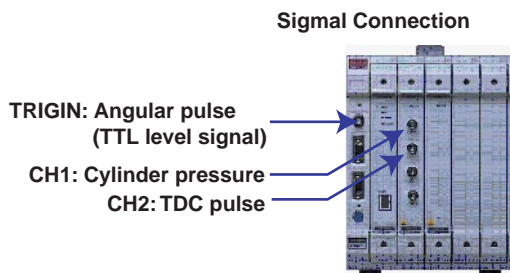 Sigmal Connection
TRIGIN: Angular pulse
(TTL level signal)
CH1: Cylinder pressure
CH2: TDC pulse